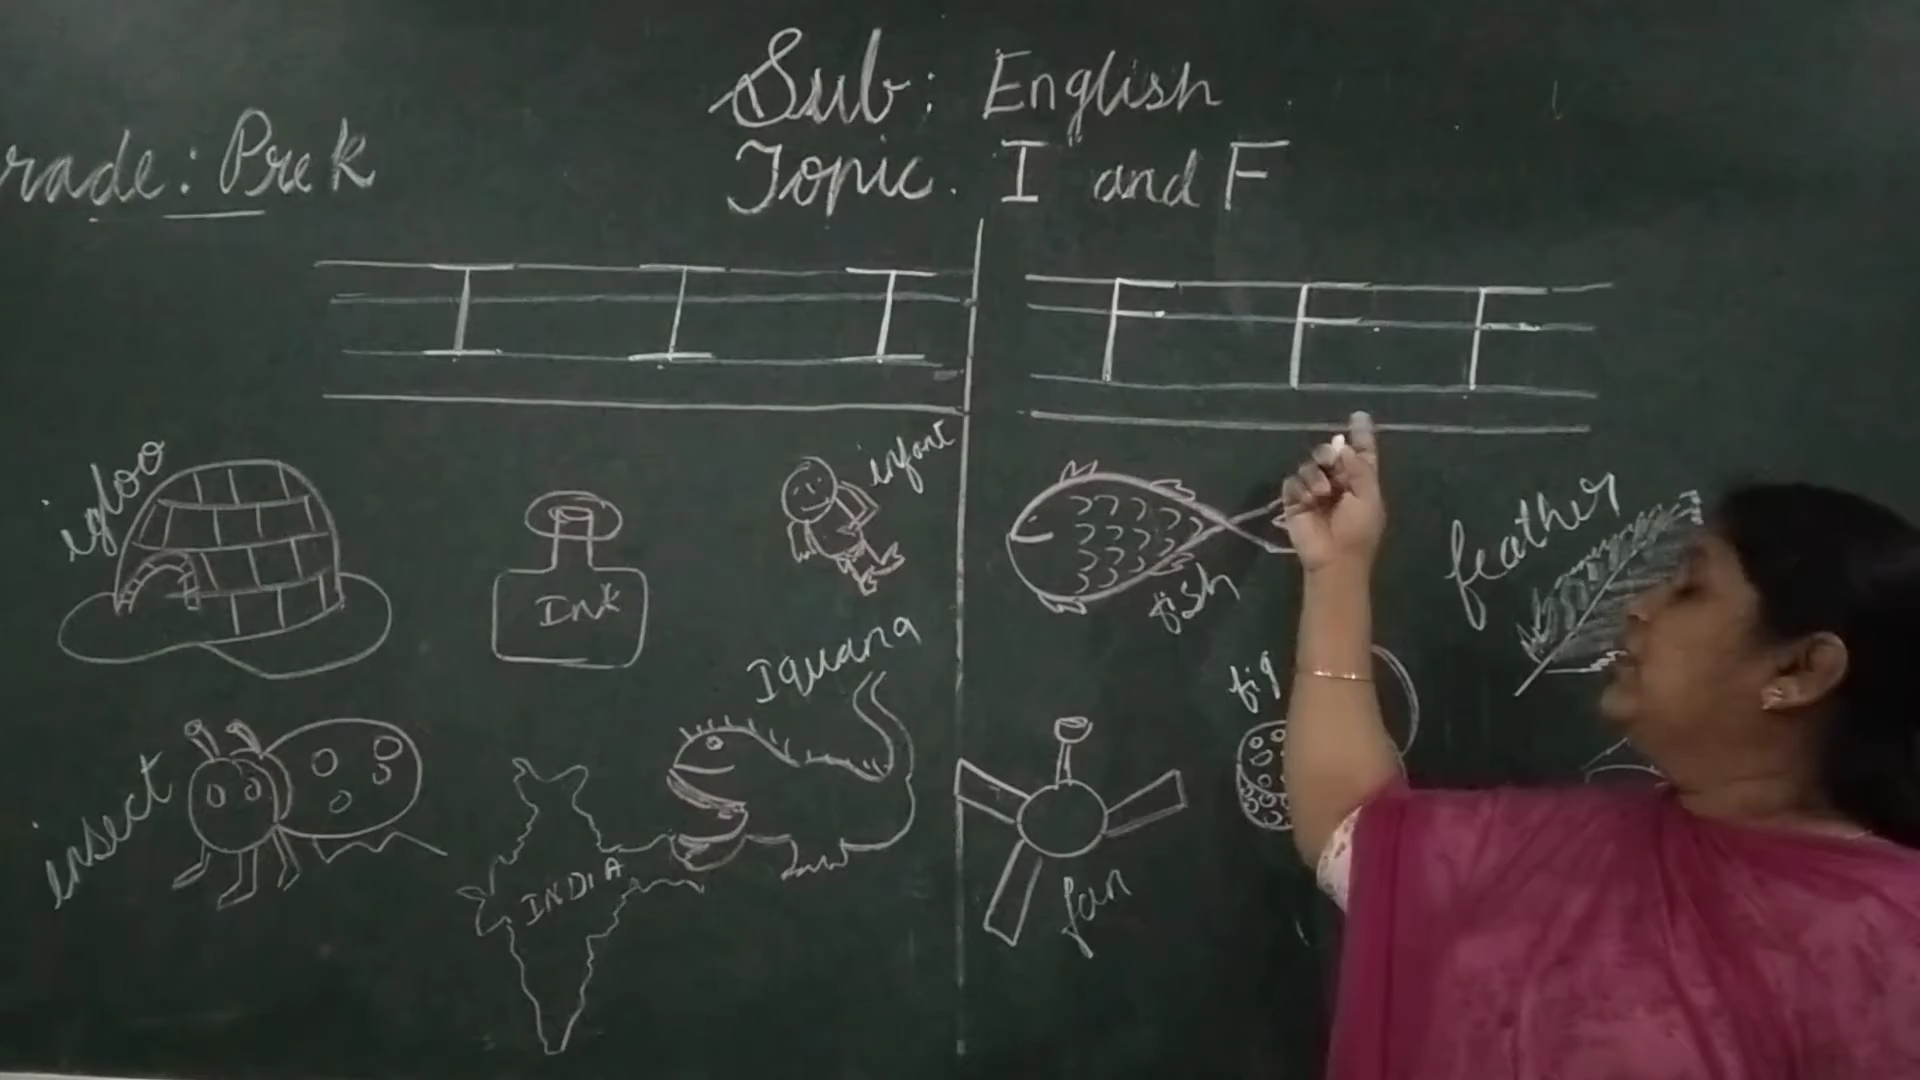 Sub: English
rade: Pre k
Topic. I and F
I I I
F F F
igloo
Ink
infant
fish
feather
insect
INDIA
Iguana
fan
fig